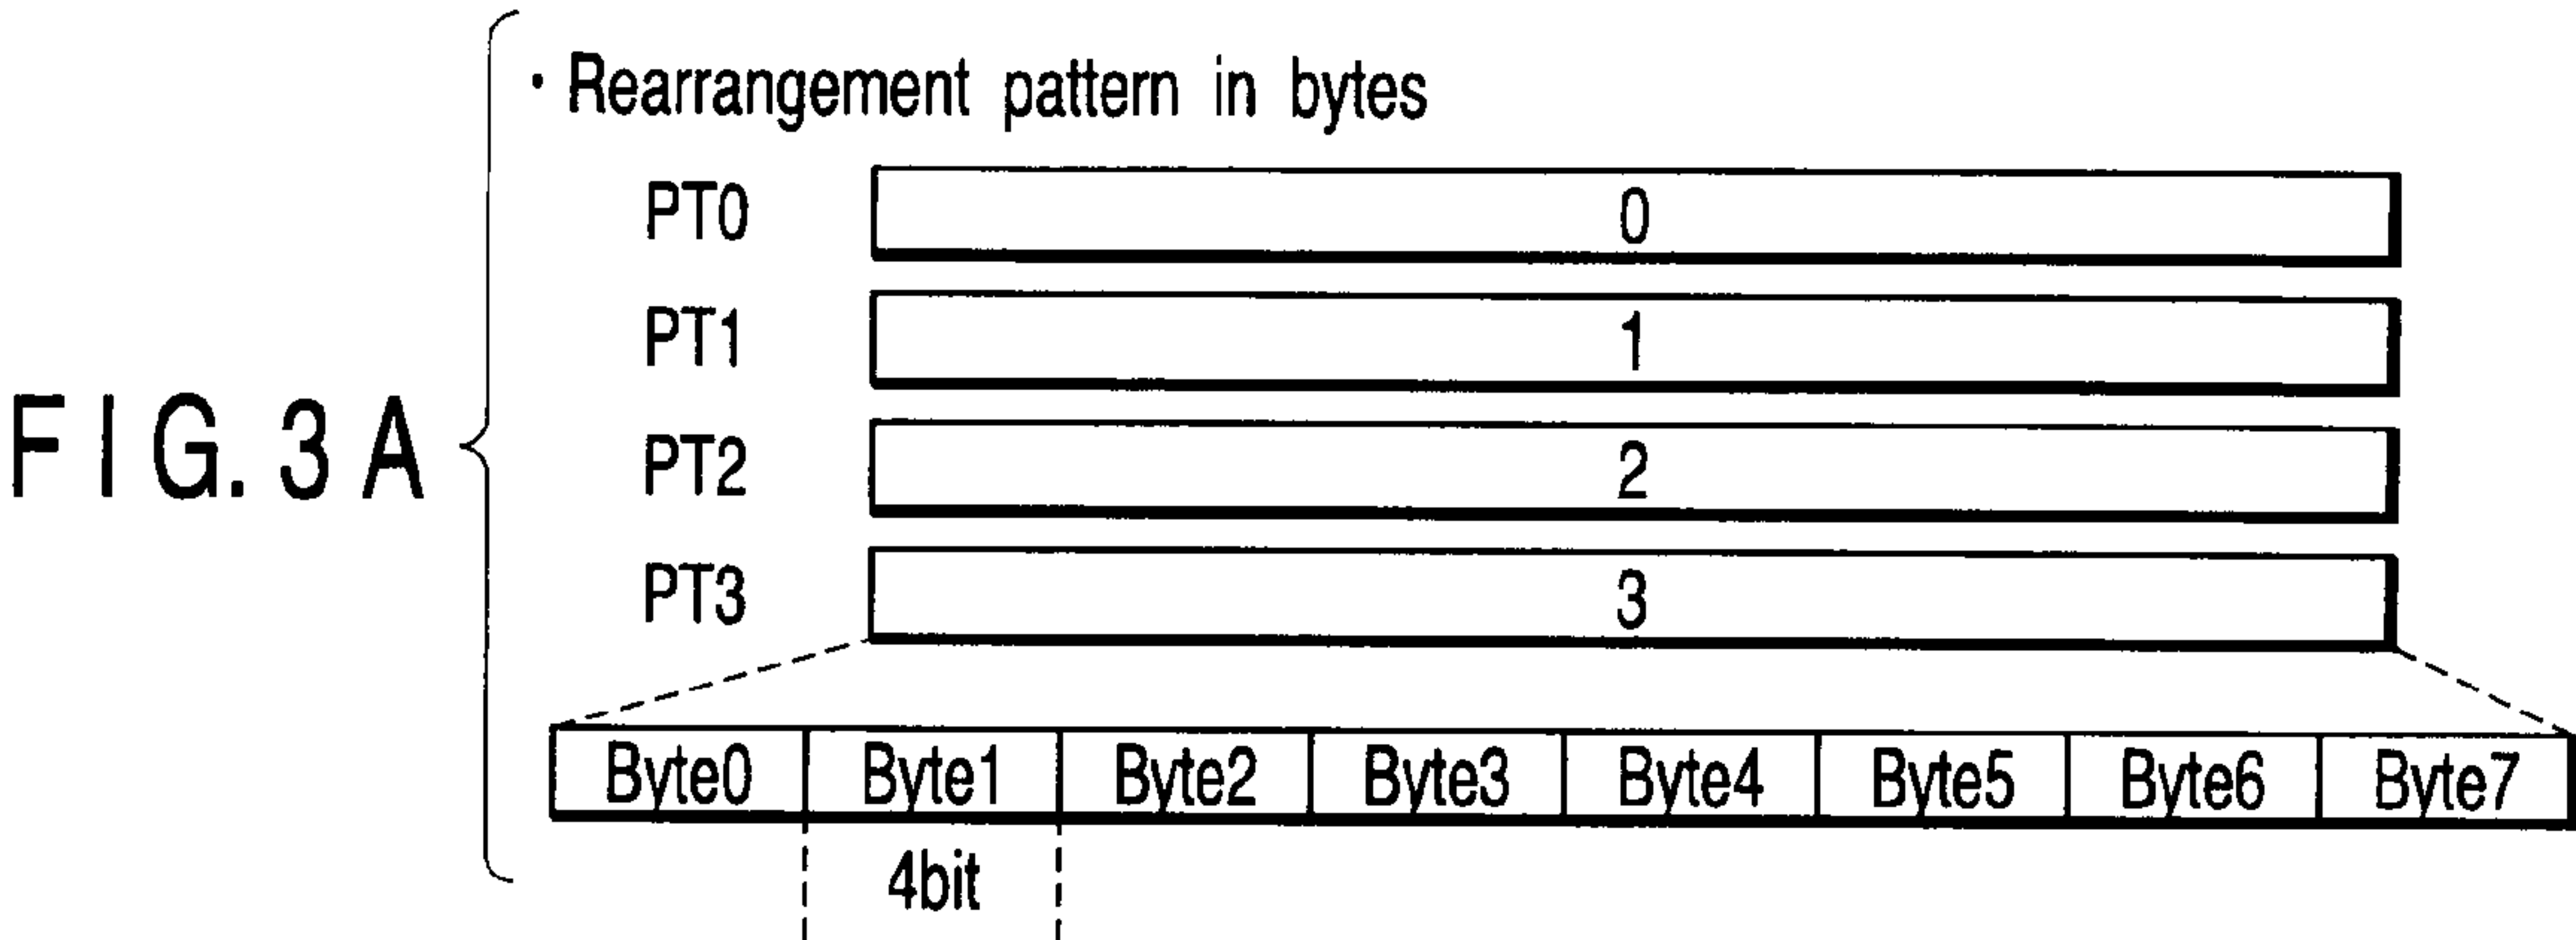 · Rearrangement pattern in bytes
PT0 0
PT1 1
FIG. 3A
PT2 2
PT3 3
Byte0 Byte1 Byte2 Byte3 Byte4 Byte5 Byte6 Byte7
4bit